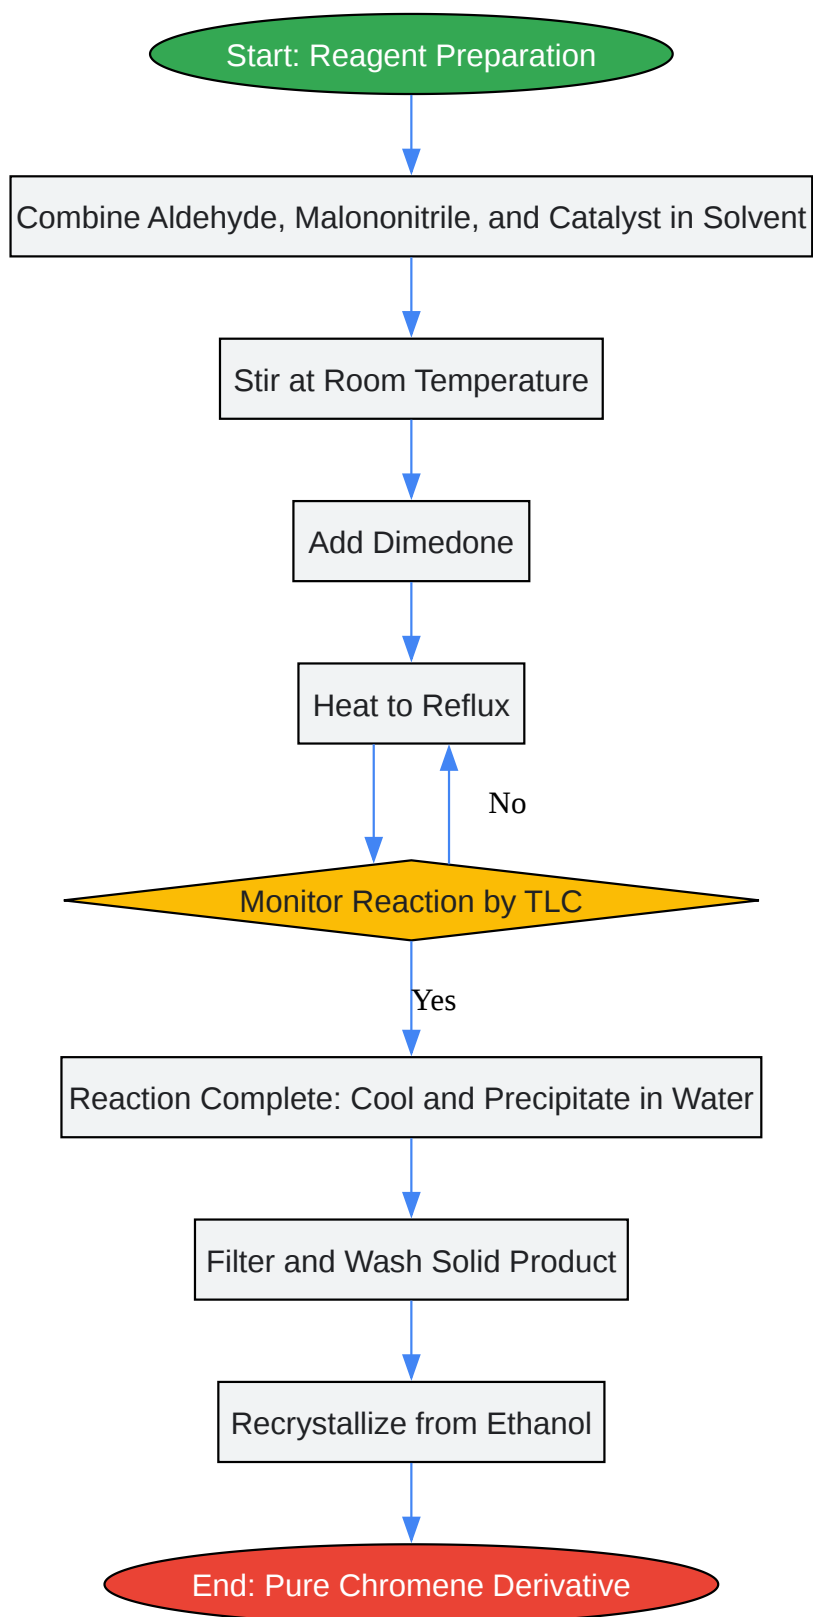 Start: Reagent Preparation
Combine Aldehyde, Malononitrile, and Catalyst in Solvent
Stir at Room Temperature
Add Dimedone
Heat to Reflux
No
Monitor Reaction by TLC
Yes
Reaction Complete: Cool and Precipitate in Water
Filter and Wash Solid Product
Recrystallize from Ethanol
End: Pure Chromene Derivative